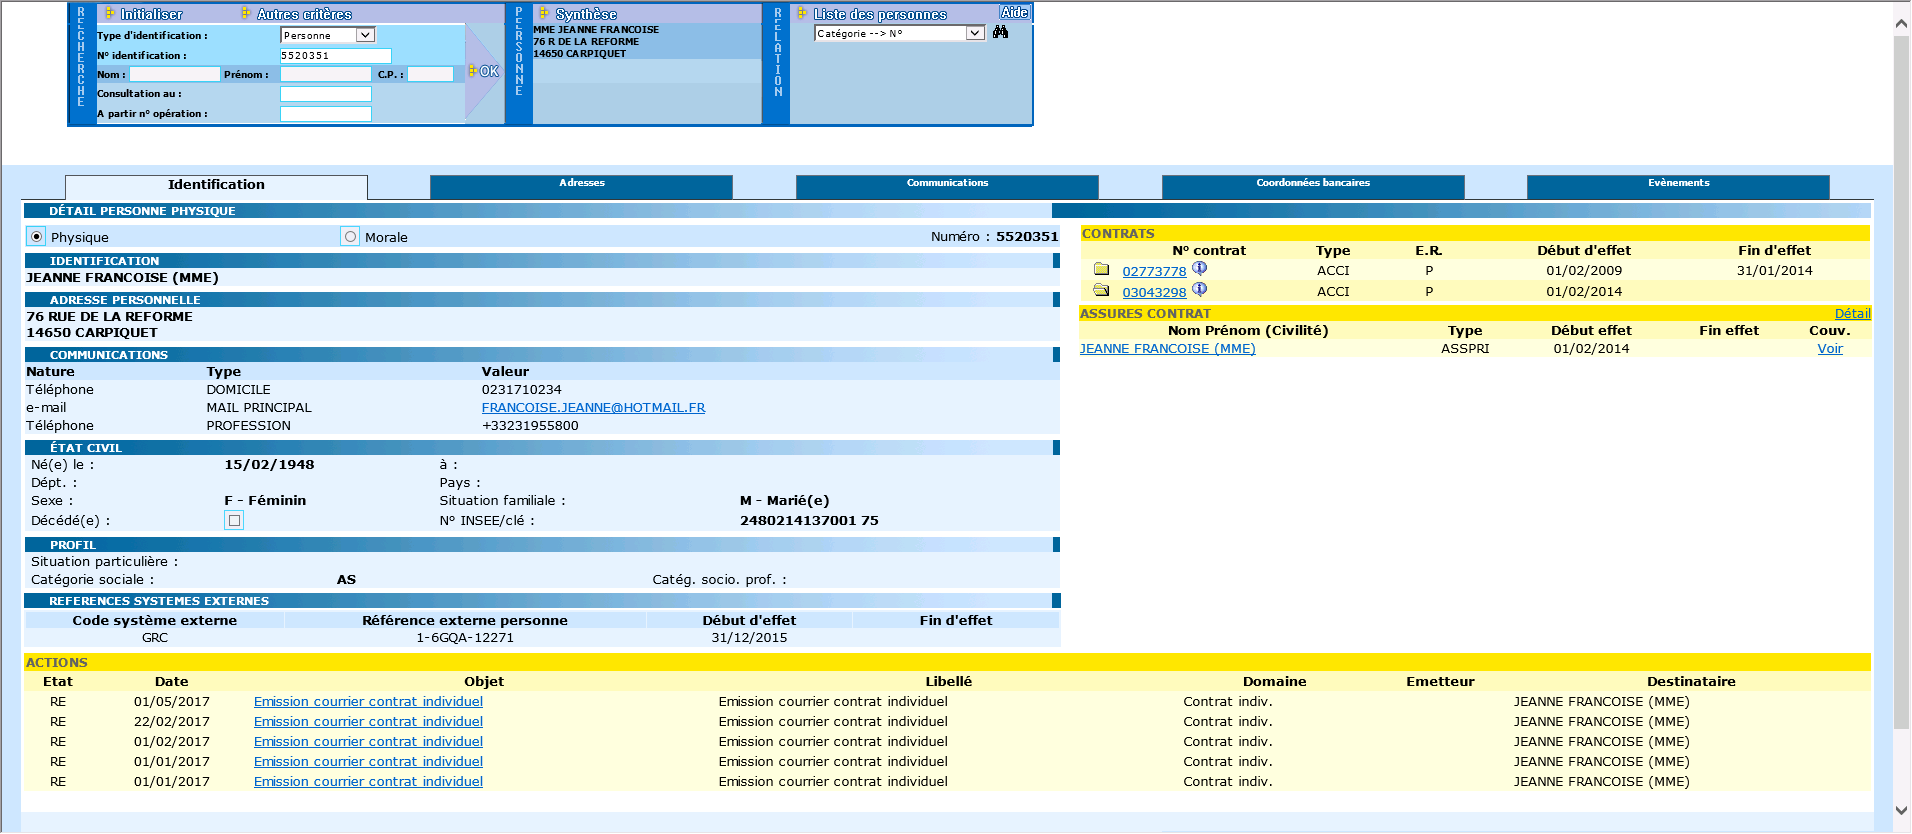 RECHERCHE
Initialiser
Autres critères
Type d'identification :
Personne
N° identification :
5520351
Nom :
Prénom :
C.P. :
Consultation au :
A partir n° opération :
OK
PERSONNE
Synthèse
MME JEANNE FRANCOISE
76 R DE LA REFORME
14650 CARPIQUET
RELATION
Liste des personnes
Aide
Catégorie --> N°
Identification
Adresses
Communications
Coordonnées bancaires
Evènements
DÉTAIL PERSONNE PHYSIQUE
Physique Morale Numéro : 5520351
IDENTIFICATION
JEANNE FRANCOISE (MME)
ADRESSE PERSONNELLE
76 RUE DE LA REFORME
14650 CARPIQUET
COMMUNICATIONS
Nature Type Valeur
Téléphone DOMICILE 0231710234
e-mail MAIL PRINCIPAL FRANCOISE.JEANNE@HOTMAIL.FR
Téléphone PROFESSION +33231955800
ÉTAT CIVIL
Né(e) le : 15/02/1948 à :
Dépt. : Pays :
Sexe : F - Féminin Situation familiale : M - Marié(e)
Décédé(e) : N° INSEE/clé : 2480214137001 75
PROFIL
Situation particulière :
Catégorie sociale : AS Catég. socio. prof. :
REFERENCES SYSTEMES EXTERNES
Code système externe Référence externe personne Début d'effet Fin d'effet
GRC 1-6GQA-12271 31/12/2015
CONTRATS
N° contrat Type E.R. Début d'effet Fin d'effet
02773778 ACCI P 01/02/2009 31/01/2014
03043298 ACCI P 01/02/2014
ASSURES CONTRAT Détail
Nom Prénom (Civilité) Type Début effet Fin effet Couv.
JEANNE FRANCOISE (MME) ASSPRI 01/02/2014 Voir
ACTIONS
Etat Date Objet Libellé Domaine Emetteur Destinataire
RE 01/05/2017 Emission courrier contrat individuel Emission courrier contrat individuel Contrat indiv. JEANNE FRANCOISE (MME)
RE 22/02/2017 Emission courrier contrat individuel Emission courrier contrat individuel Contrat indiv. JEANNE FRANCOISE (MME)
RE 01/02/2017 Emission courrier contrat individuel Emission courrier contrat individuel Contrat indiv. JEANNE FRANCOISE (MME)
RE 01/01/2017 Emission courrier contrat individuel Emission courrier contrat individuel Contrat indiv. JEANNE FRANCOISE (MME)
RE 01/01/2017 Emission courrier contrat individuel Emission courrier contrat individuel Contrat indiv. JEANNE FRANCOISE (MME)